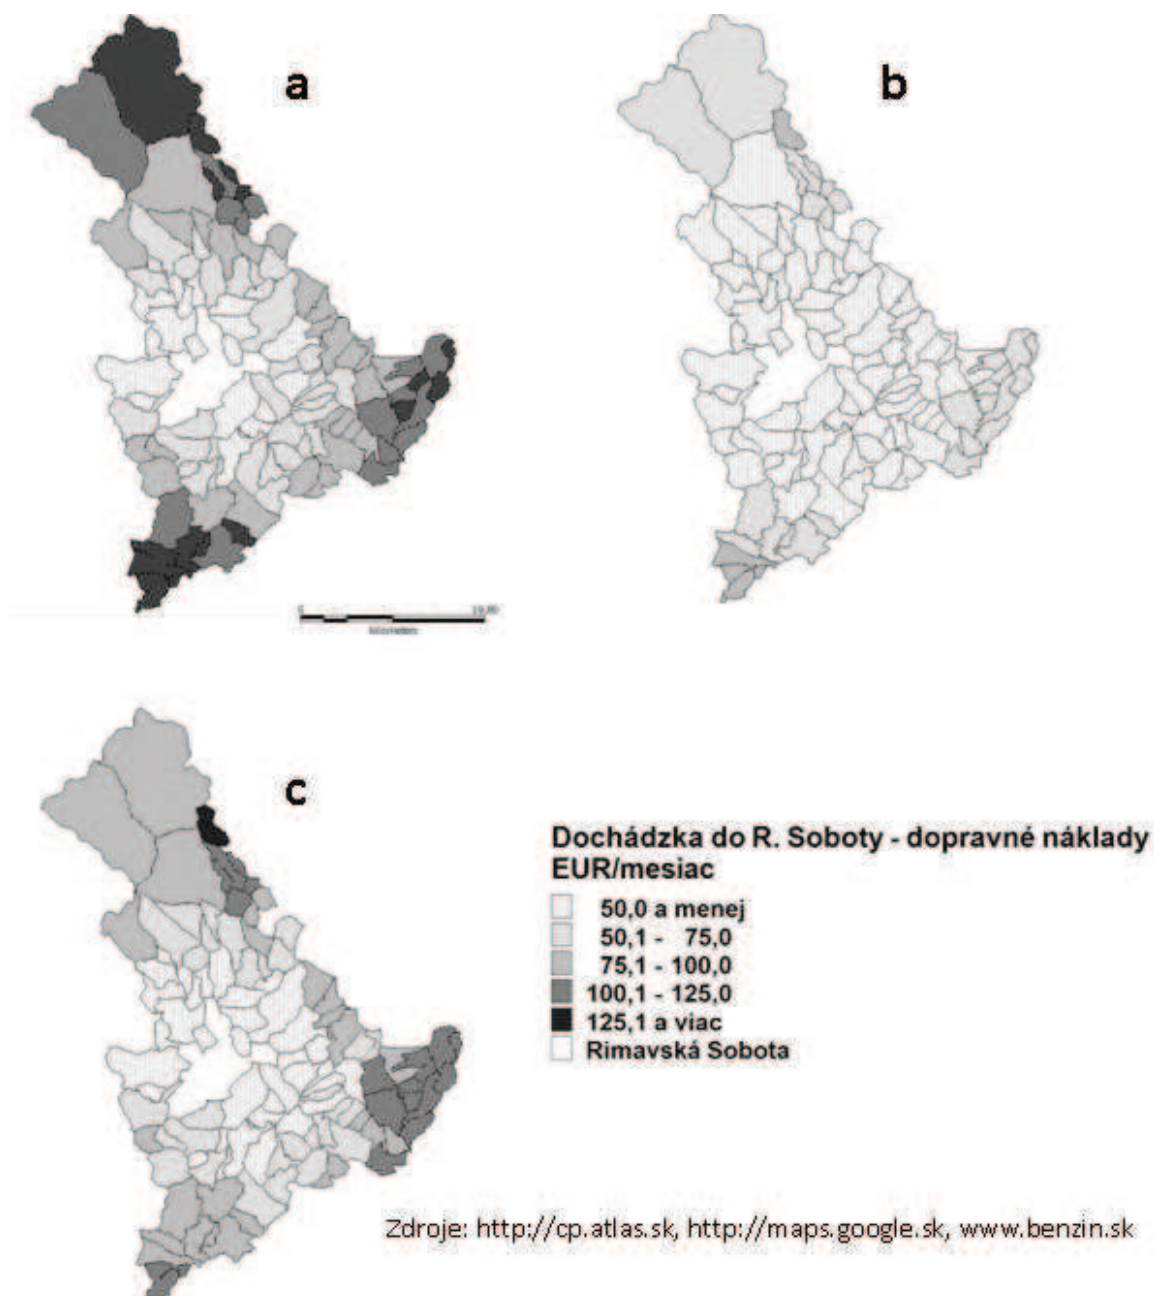 a
b
0
kilometers
c
Dochádzka do R. Soboty - dopravné náklady
EUR/mesiac
50,0 a menej
50,1 - 75,0
75,1 - 100,0
100,1 - 125,0
125,1 a viac
Rimavská Sobota
Zdroje: http://cp.atlas.sk, http://maps.google.sk, www.benzin.sk